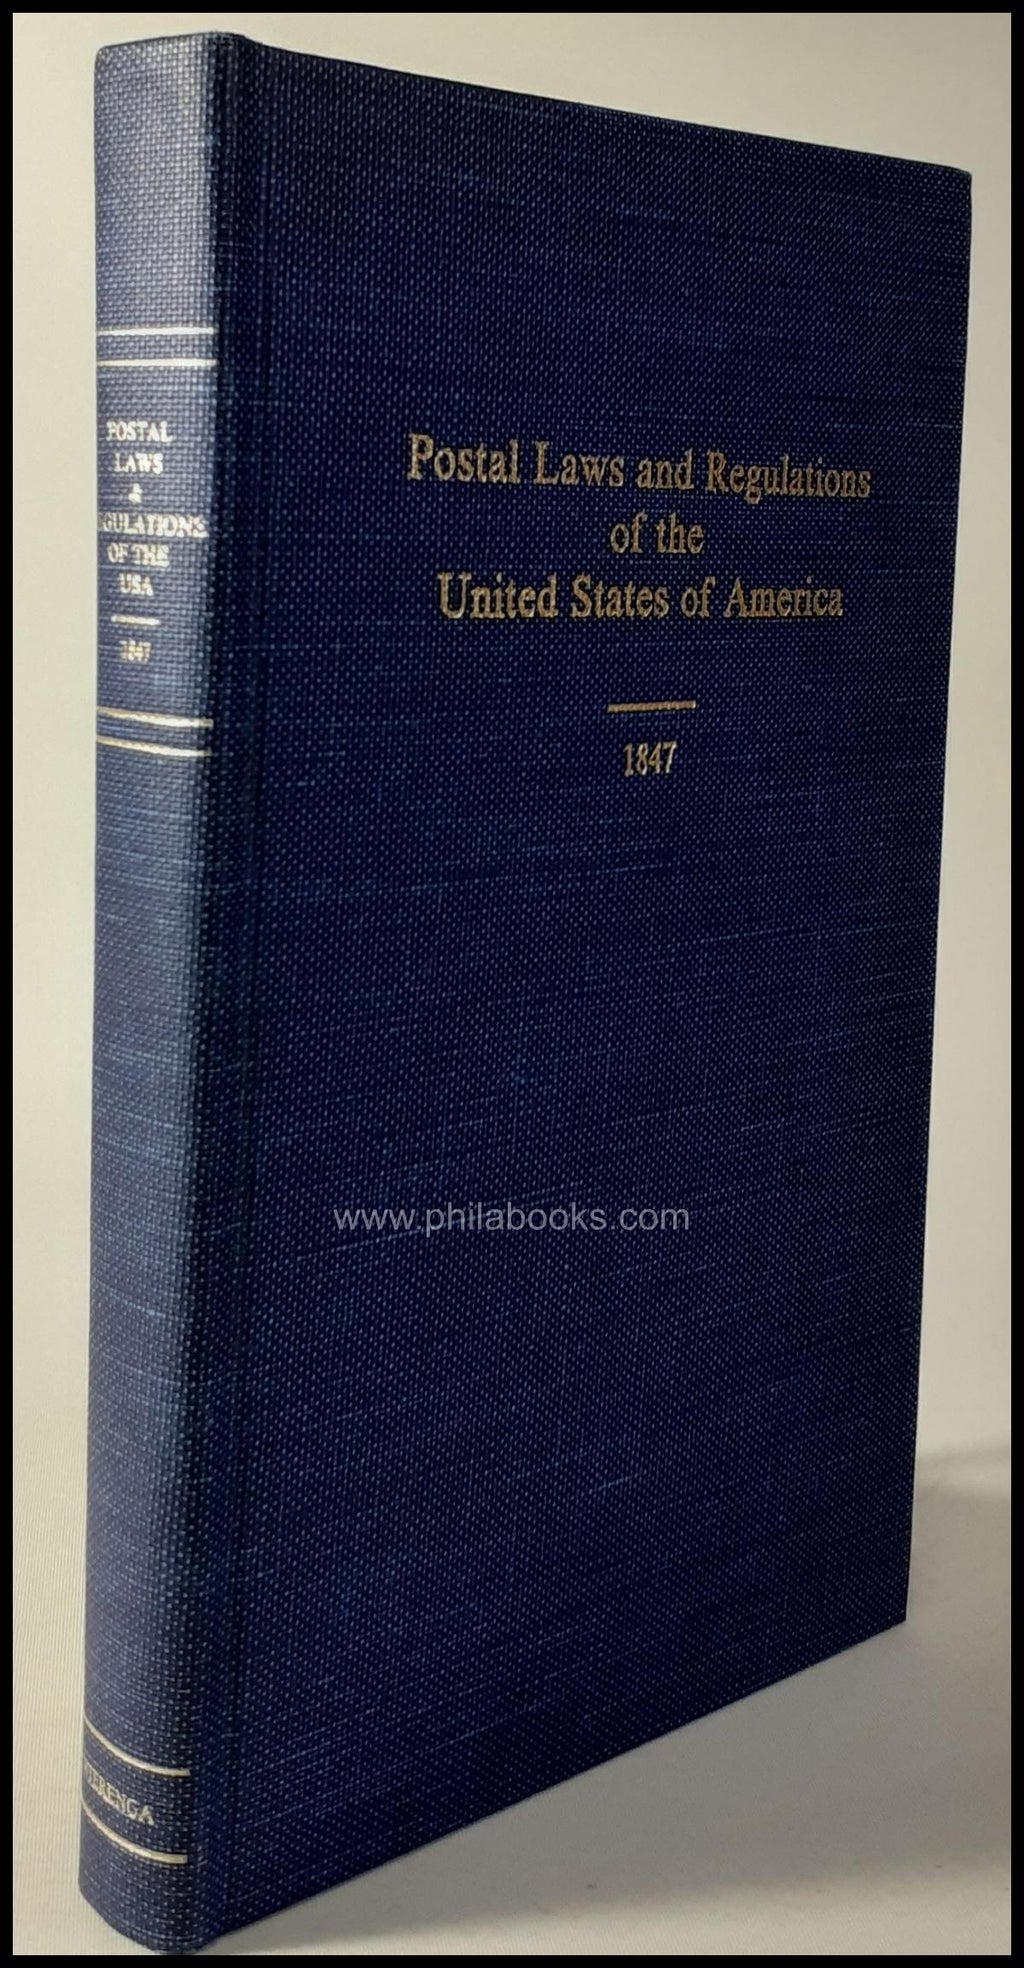 POSTAL
LAWS
&
GULATIONS
OF THE
USA
1847
Postal Laws and Regulations
of the
United States of America
1847
www.philabooks.com